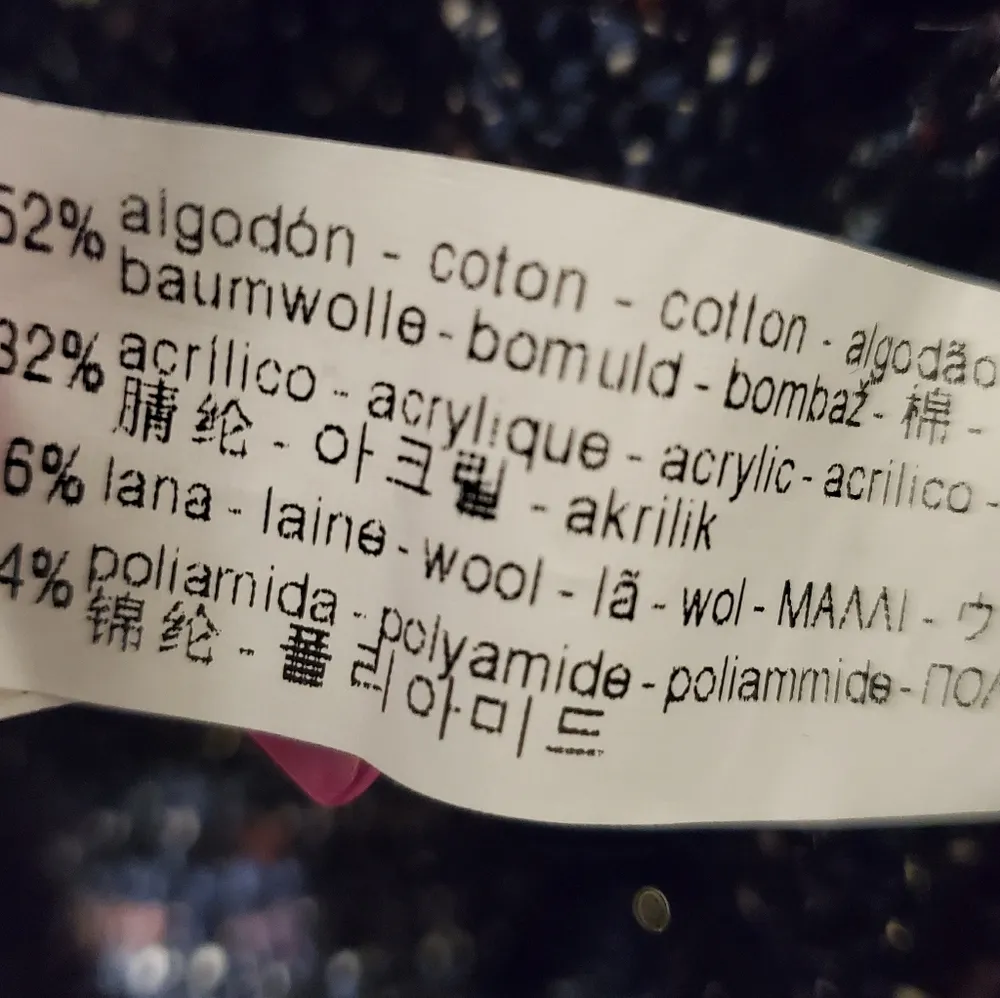 52% algodón - coton - cotton - algodão
baumwolle - bomuld - bombaž - 棉 -
32% acrílico - acrylique - acrylic - acrilico -
腈 纶 - 아크릴 - akrilik
6% lana - laine - wool - lã - wol - ΜΑΛΛΙ - ウ
4% poliamida - polyamide - poliammide - ΠΟΛ
锦 纶 - 폴리아미드